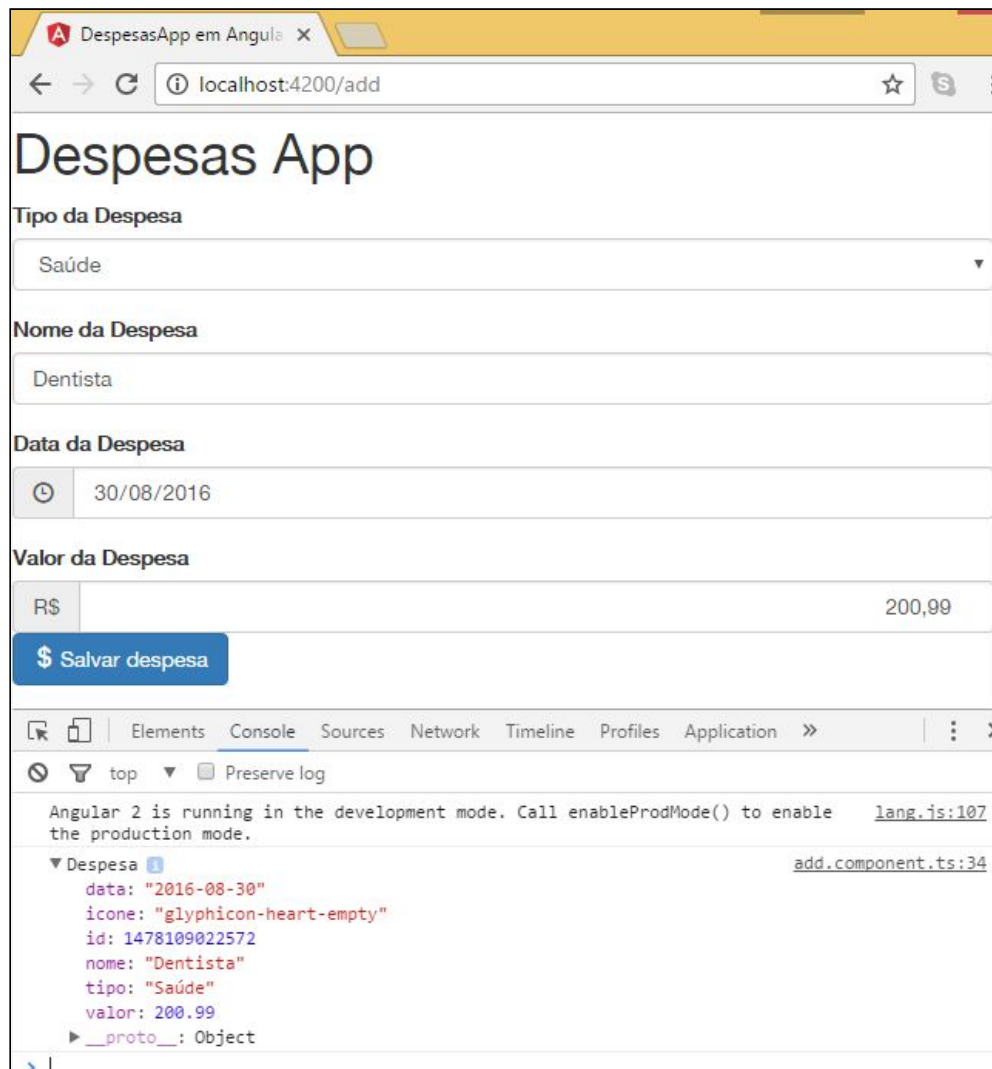 DespesasApp em Angula
localhost:4200/add
Despesas App
Tipo da Despesa
Saúde
Nome da Despesa
Dentista
Data da Despesa
30/08/2016
Valor da Despesa
R$ 200,99
$ Salvar despesa
Elements Console Sources Network Timeline Profiles Application »
top ▼ Preserve log
Angular 2 is running in the development mode. Call enableProdMode() to enable lang.js:107
the production mode.
▼Despesa i add.component.ts:34
data: "2016-08-30"
icone: "glyphicon-heart-empty"
id: 1478109022572
nome: "Dentista"
tipo: "Saúde"
valor: 200.99
▶__proto__: Object